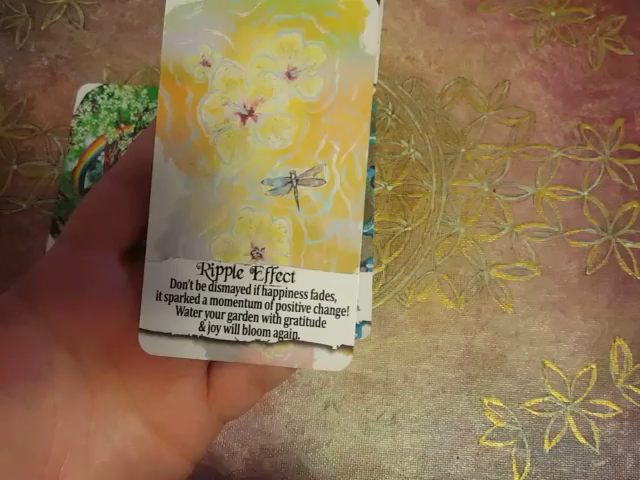 Ripple Effect
Don't be dismayed if happiness fades,
it sparked a momentum of positive change!
Water your garden with gratitude
& joy will bloom again.